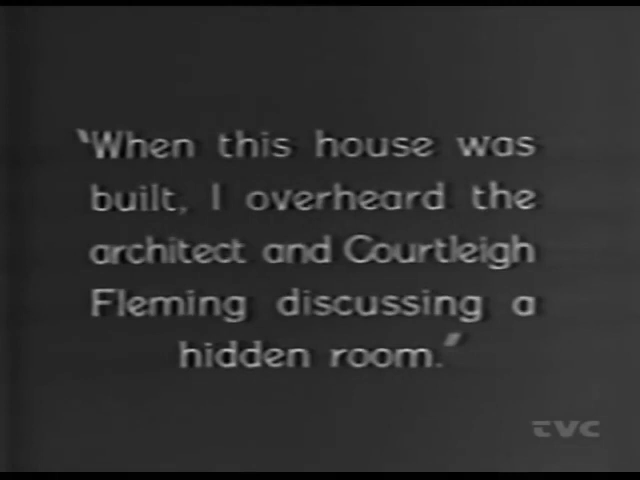 "When this house was
built, I overheard the
architect and Courtleigh
Fleming discussing a
hidden room."
TVC